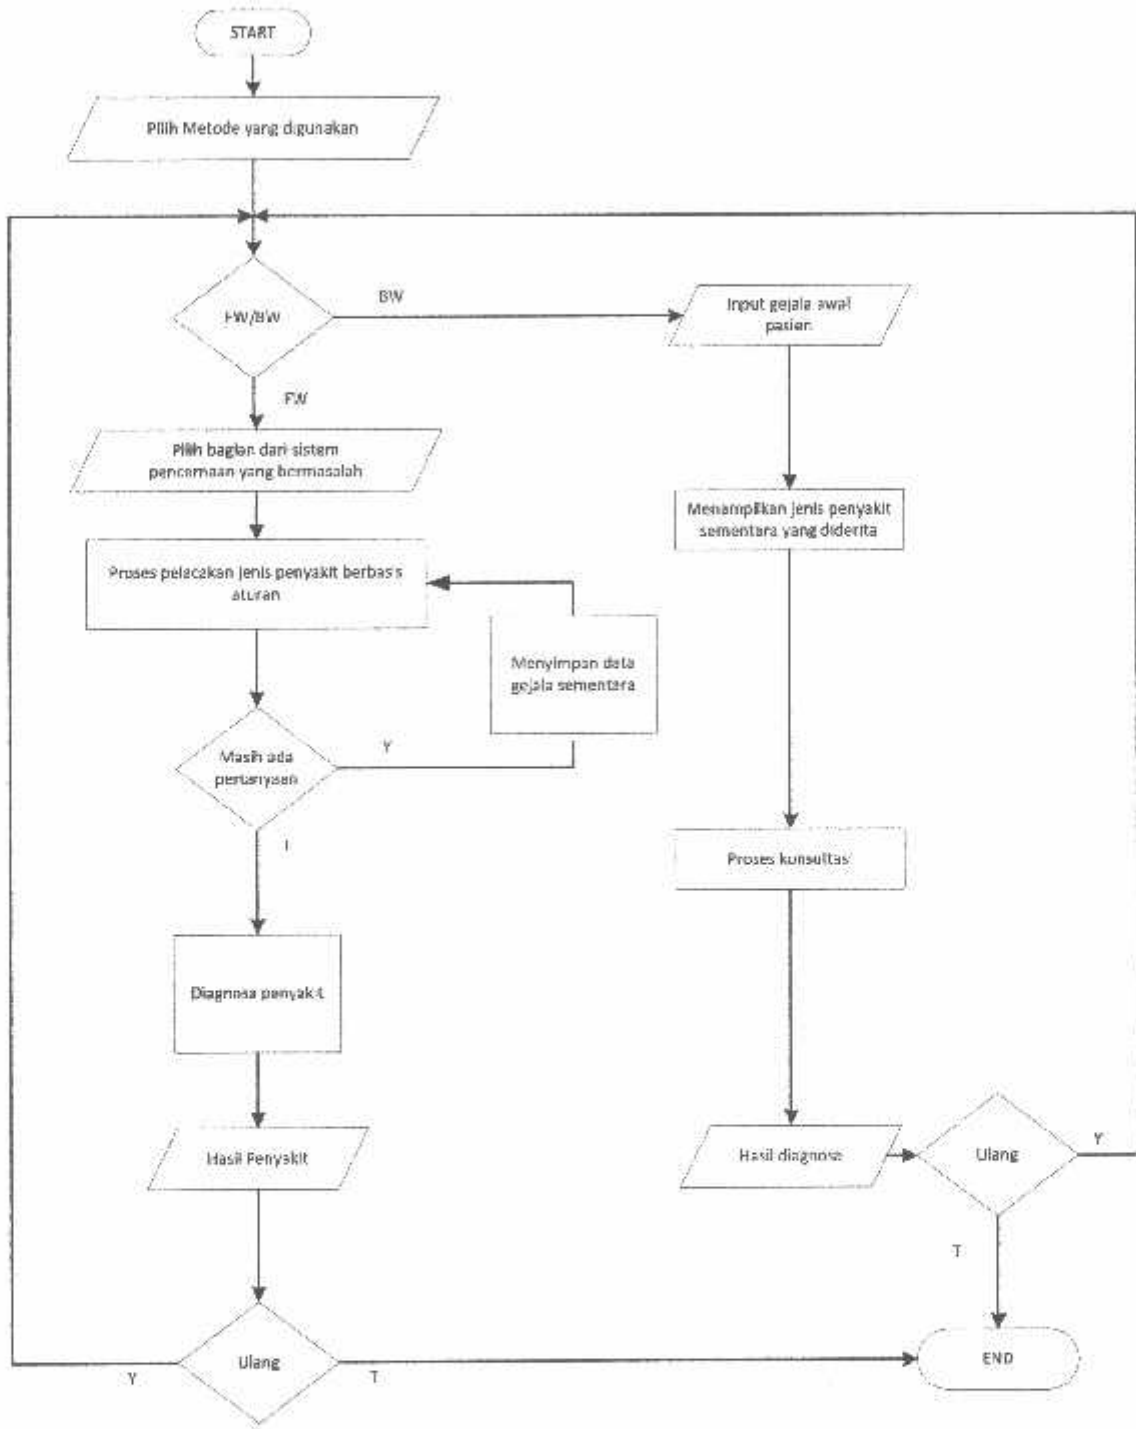 START
Pilih Metode yang digunakan
FW/BW
BW
Input gejala awal
pasien
FW
Pilih bagian dari sistem
pencernaan yang bermasalah
Menampilkan jenis penyakit
sementara yang diderita
Proses pelacakan jenis penyakit berbasis
aturan
Menyimpan data
gejala sementara
Masih ada
pertanyaan
Y
T
Proses konsultasi
Diagnosa penyakit
Hasil Penyakit
Hasil diagnose
Ulang
Y
T
Ulang
Y
T
END